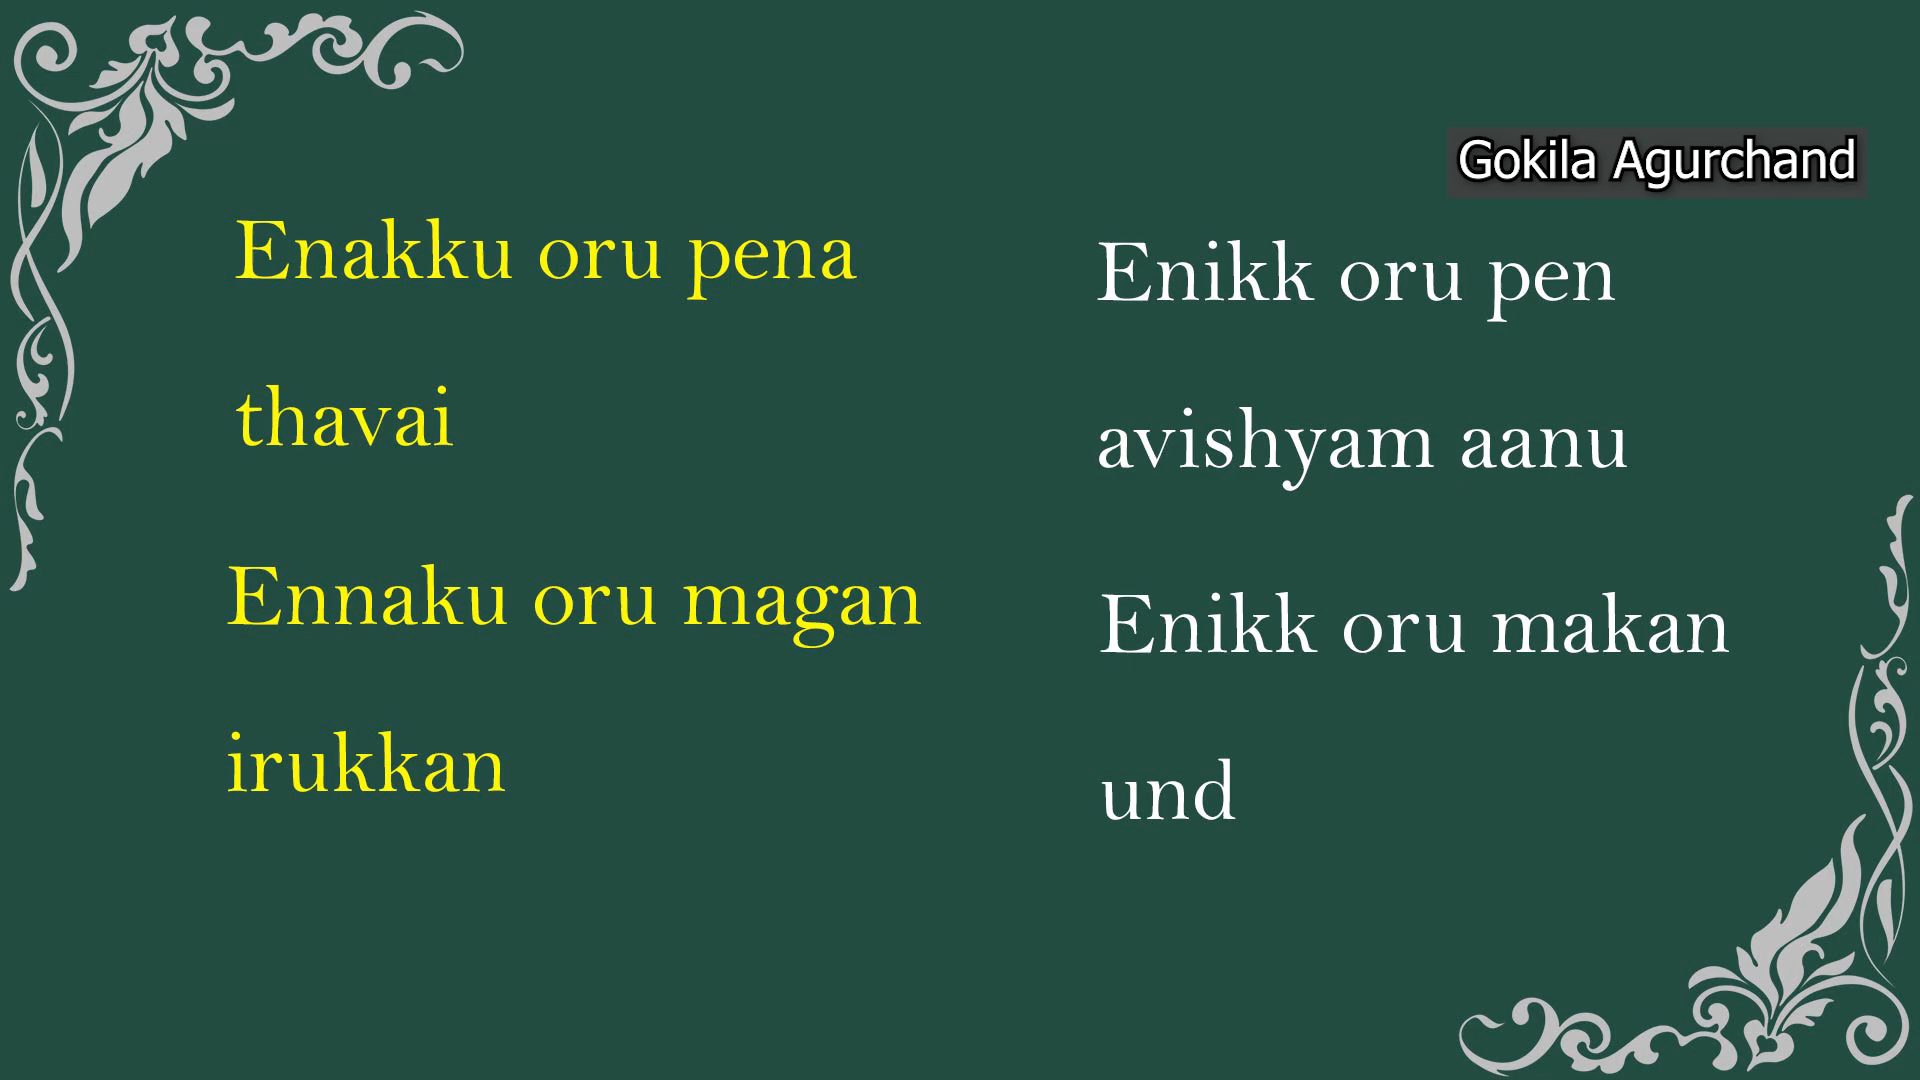 Gokila Agurchand
Enakku oru pena
thavai
Ennaku oru magan
irukkan
Enikk oru pen
avishyam aanu
Enikk oru makan
und